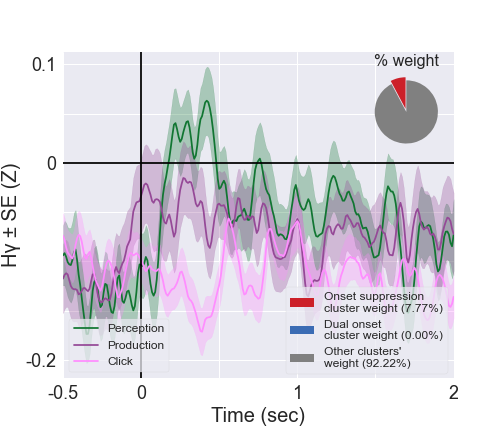 % weight
0.1
0
-0.2
Hγ ± SE (Z)
Perception
Production
Click
Onset suppression
cluster weight (7.77%)
Dual onset
cluster weight (0.00%)
Other clusters'
weight (92.22%)
-0.5
0
1
2
Time (sec)